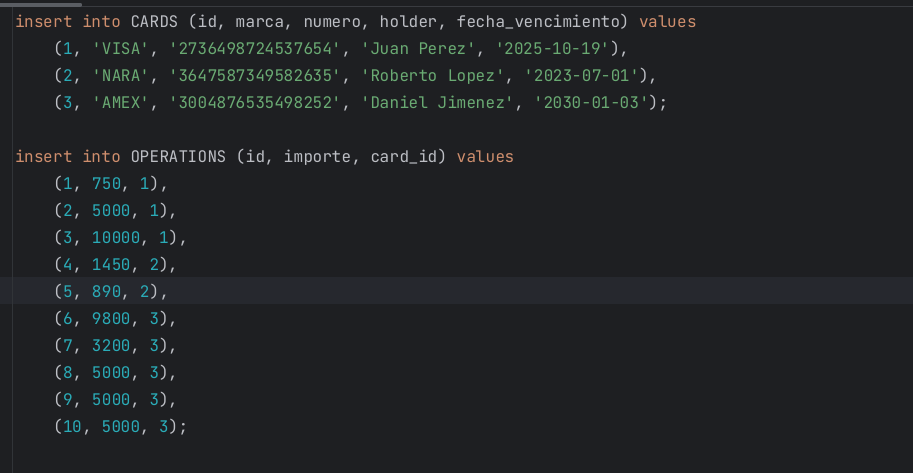 insert into CARDS (id, marca, numero, holder, fecha_vencimiento) values
(1, 'VISA', '2736498724537654', 'Juan Perez', '2025-10-19'),
(2, 'NARA', '3647587349582635', 'Roberto Lopez', '2023-07-01'),
(3, 'AMEX', '3004876535498252', 'Daniel Jimenez', '2030-01-03');
insert into OPERATIONS (id, importe, card_id) values
(1, 750, 1),
(2, 5000, 1),
(3, 10000, 1),
(4, 1450, 2),
(5, 890, 2),
(6, 9800, 3),
(7, 3200, 3),
(8, 5000, 3),
(9, 5000, 3),
(10, 5000, 3);